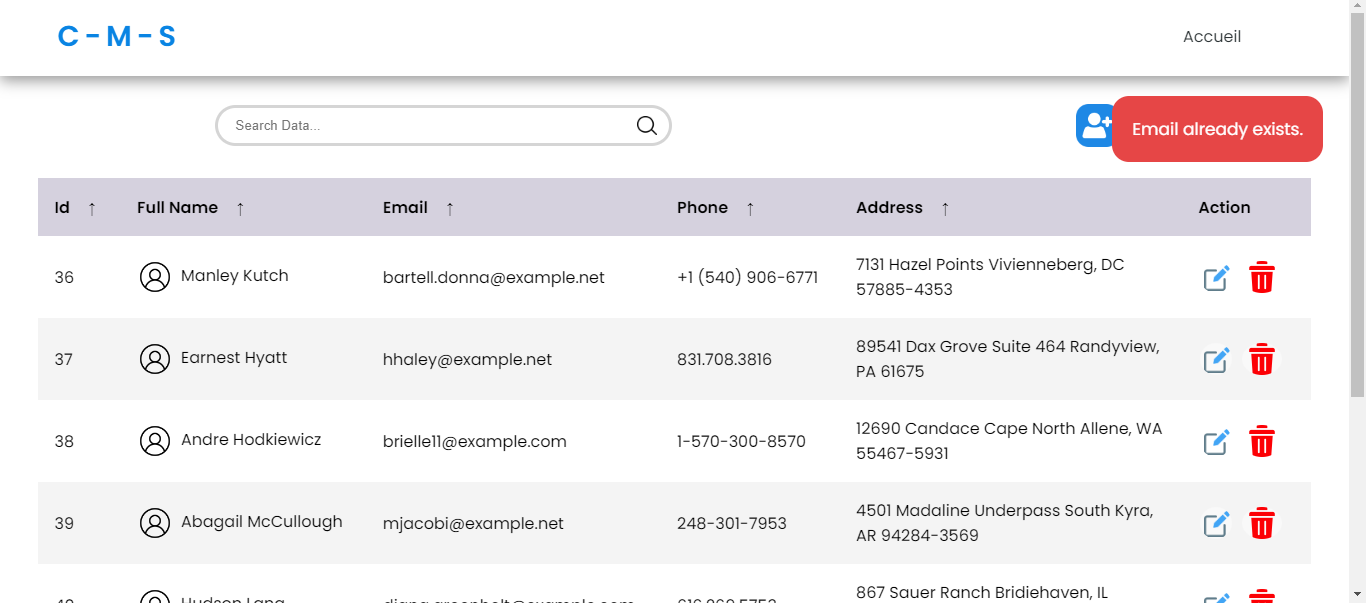 C - M - S
Accueil
Search Data...
Email already exists.
Id ↑ Full Name ↑ Email ↑ Phone ↑ Address ↑ Action
36 Manley Kutch bartell.donna@example.net +1 (540) 906-6771 7131 Hazel Points Vivienneberg, DC
57885-4353
37 Earnest Hyatt hhaley@example.net 831.708.3816 89541 Dax Grove Suite 464 Randyview,
PA 61675
38 Andre Hodkiewicz brielle11@example.com 1-570-300-8570 12690 Candace Cape North Allene, WA
55467-5931
39 Abagail McCullough mjacobi@example.net 248-301-7953 4501 Madaline Underpass South Kyra,
AR 94284-3569
867 Sauer Ranch Bridiehaven, IL